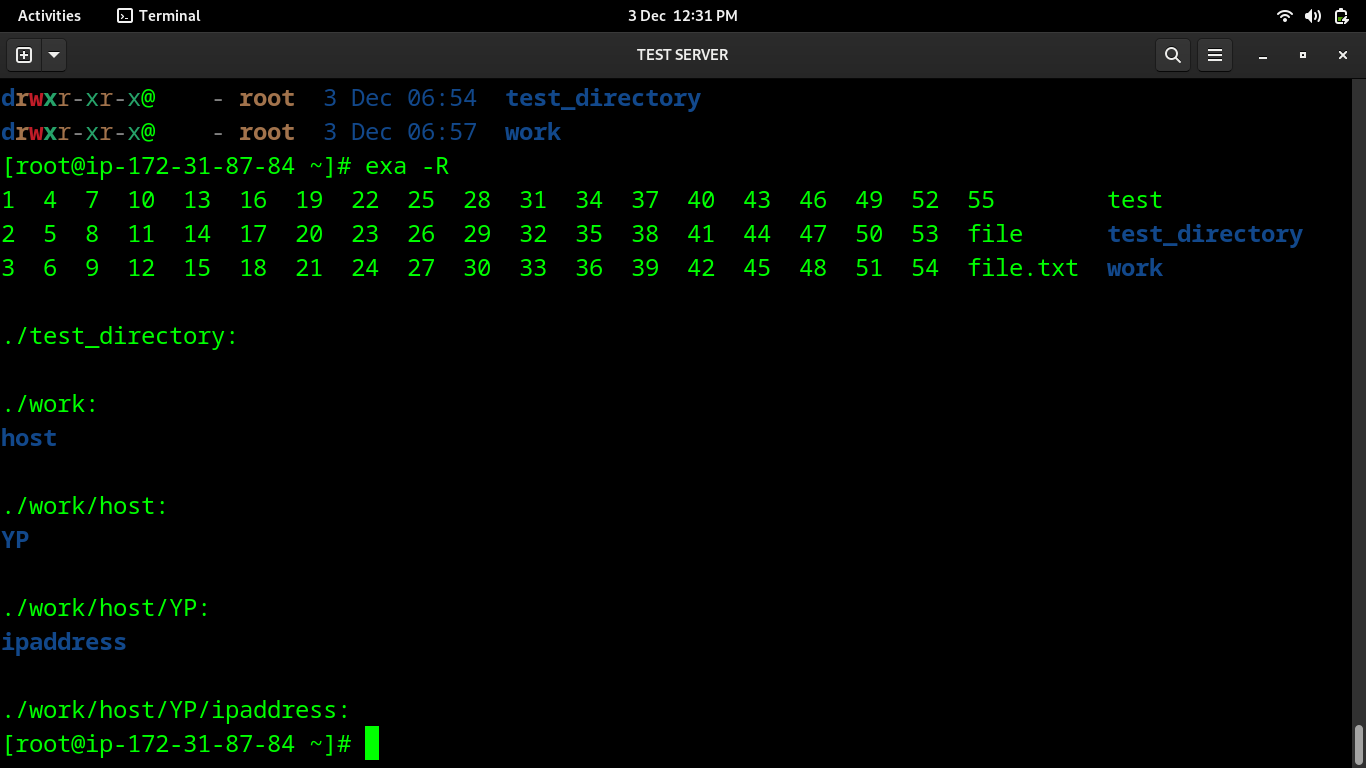 Activities Terminal 3 Dec 12:31 PM
TEST SERVER
drwxr-xr-x@ - root 3 Dec 06:54 test_directory
drwxr-xr-x@ - root 3 Dec 06:57 work
[root@ip-172-31-87-84 ~]# exa -R
1 4 7 10 13 16 19 22 25 28 31 34 37 40 43 46 49 52 55 test
2 5 8 11 14 17 20 23 26 29 32 35 38 41 44 47 50 53 file test_directory
3 6 9 12 15 18 21 24 27 30 33 36 39 42 45 48 51 54 file.txt work
./test_directory:
./work:
host
./work/host:
YP
./work/host/YP:
ipaddress
./work/host/YP/ipaddress:
[root@ip-172-31-87-84 ~]#